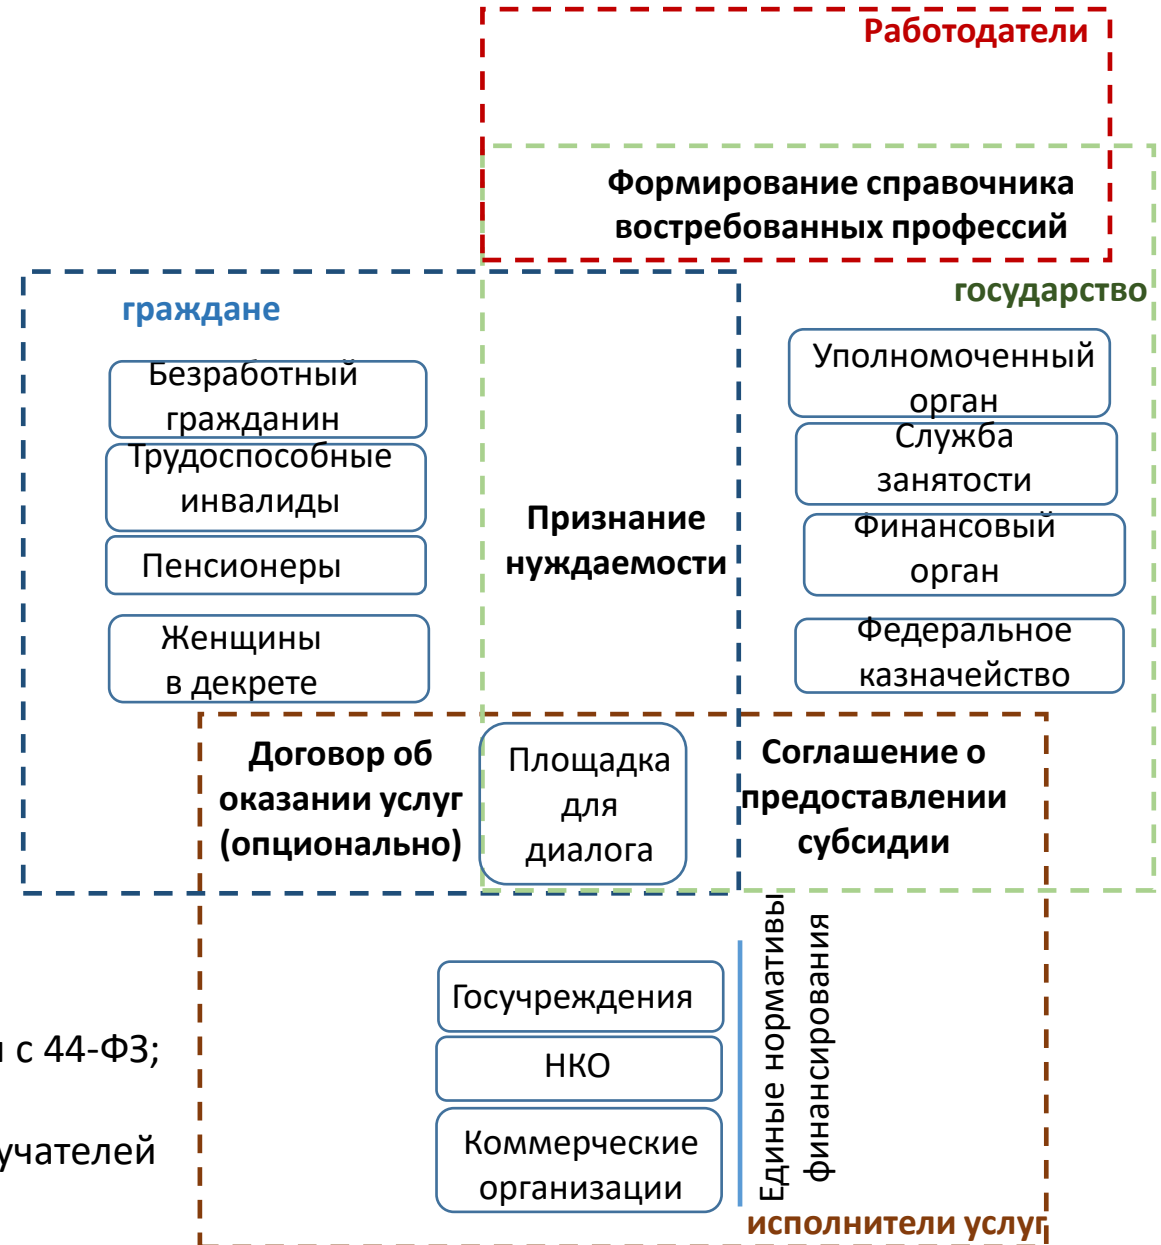 Работодатели
Формирование справочника
востребованных профессий
граждане
государство
Безработный
гражданин
Трудоспособные
инвалиды
Пенсионеры
Женщины
в декрете
Признание
нуждаемости
Уполномоченный
орган
Служба
занятости
Финансовый
орган
Федеральное
казначейство
Договор об
оказании услуг
(опционально)
Площадка
для
диалога
Соглашение о
предоставлении
субсидии
Единые нормативы
финансирования
Госучреждения
НКО
Коммерческие
организации
с 44-ФЗ;
исполнители услуг